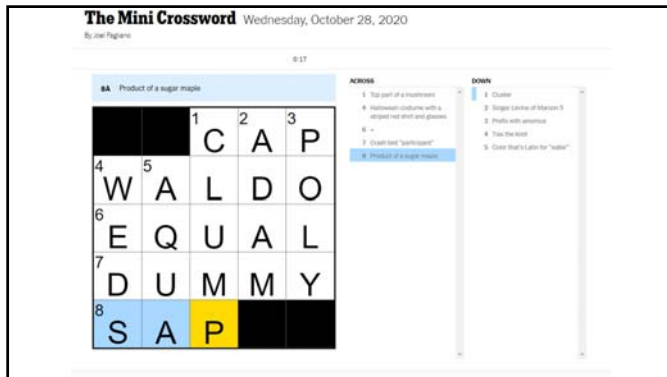 The Mini Crossword Wednesday, October 28, 2020
By Joel Fagliano
0:17
8A Product of a sugar maple
1 C 2 A 3 P
4 W 5 A L D O
6 E Q U A L
7 D U M M Y
8 S A P
ACROSS
1 Top part of a mushroom
4 Halloween costume with a
striped red shirt and glasses
6 =
7 Crash test "participant"
8 Product of a sugar maple
DOWN
1 Cluster
2 Singer Levine of Maroon 5
3 Prefix with amorous
4 Ties the knot
5 Color that's Latin for "water"